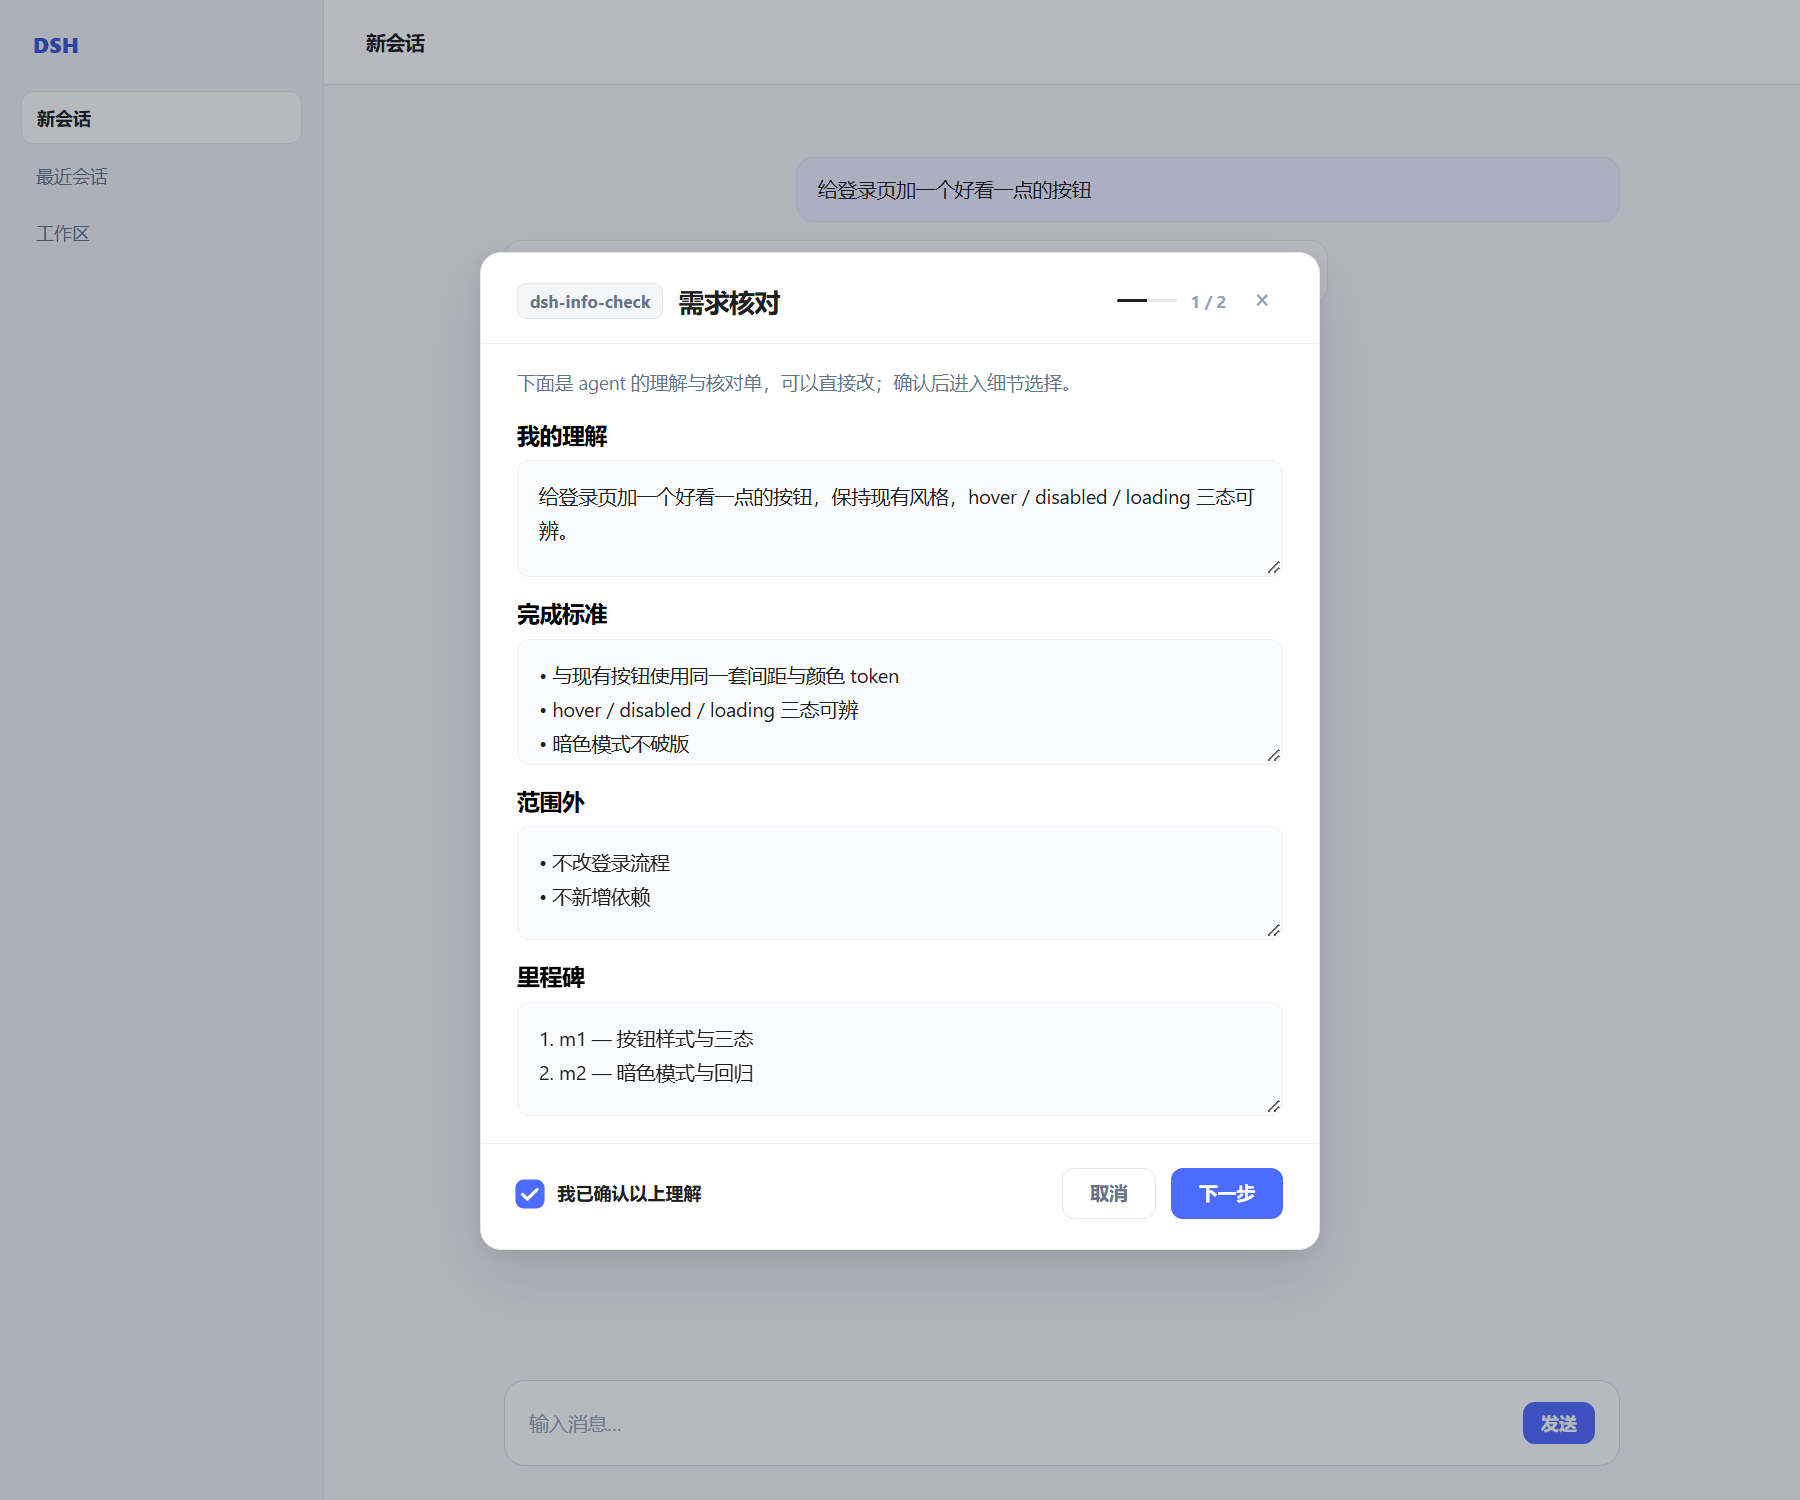 DSH
新会话
最近会话
工作区
新会话
给登录页加一个好看一点的按钮
dsh-info-check
需求核对
1 / 2
×
下面是 agent 的理解与核对单，可以直接改；确认后进入细节选择。
我的理解
给登录页加一个好看一点的按钮，保持现有风格，hover / disabled / loading 三态可
辨。
完成标准
• 与现有按钮使用同一套间距与颜色 token
• hover / disabled / loading 三态可辨
• 暗色模式不破版
范围外
• 不改登录流程
• 不新增依赖
里程碑
1. m1 — 按钮样式与三态
2. m2 — 暗色模式与回归
我已确认以上理解
取消
下一步
输入消息...
发送